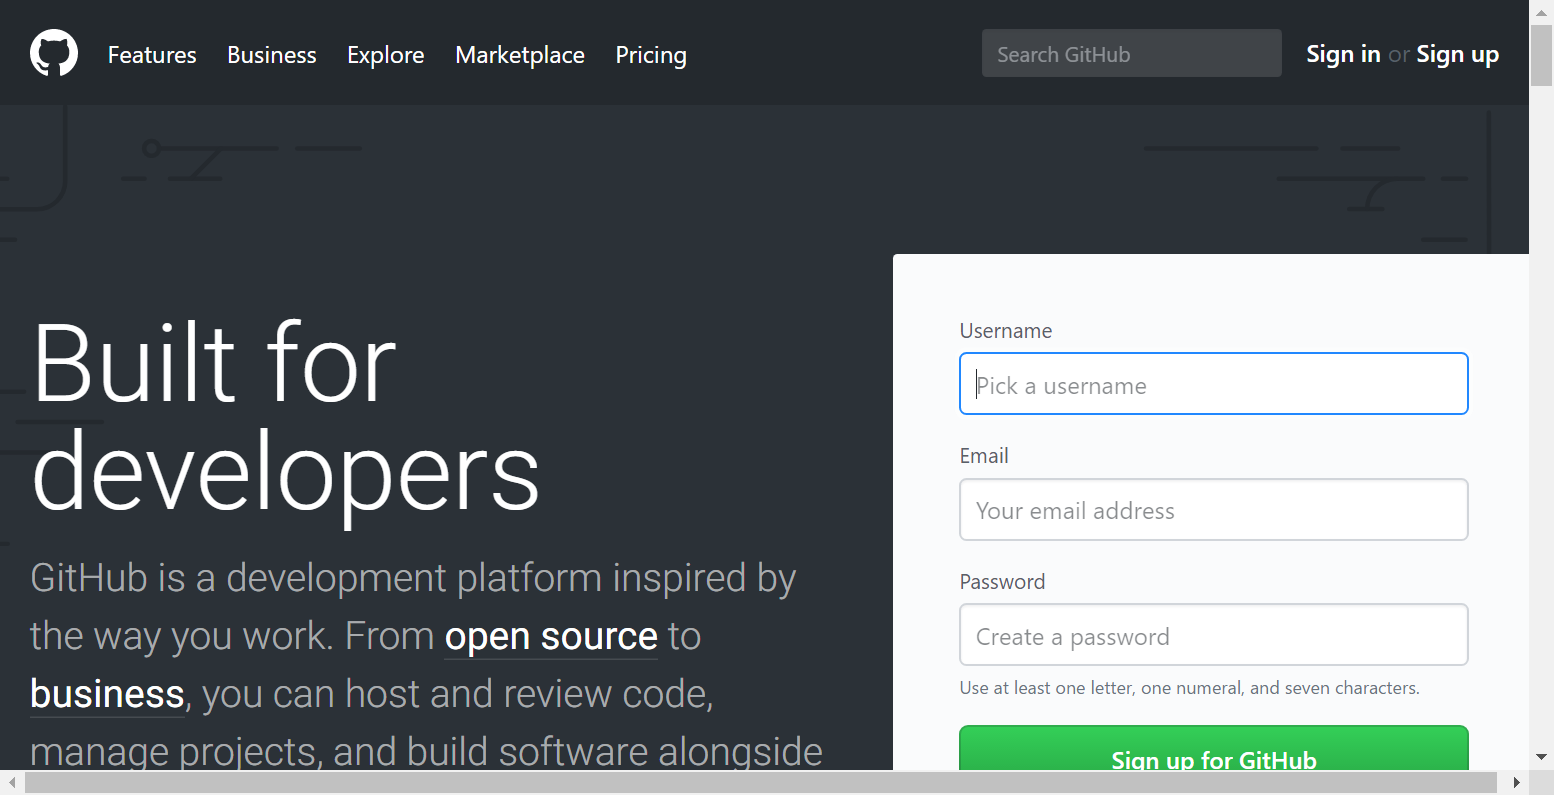 Features Business Explore Marketplace Pricing Search GitHub Sign in or Sign up
Built for
developers
GitHub is a development platform inspired by
the way you work. From open source to
business, you can host and review code,
manage projects, and build software alongside
Username
Pick a username
Email
Your email address
Password
Create a password
Use at least one letter, one numeral, and seven characters.
Sign up for GitHub